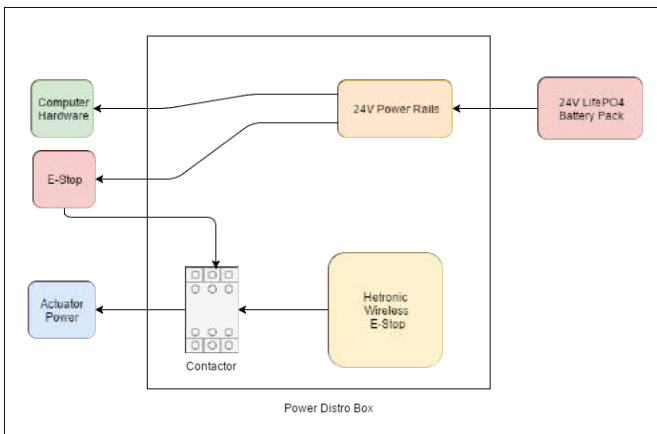 Computer
Hardware
24V Power Rails
24V LifePO4
Battery Pack
E-Stop
Actuator
Power
Hetronic
Wireless
E-Stop
Contactor
Power Distro Box